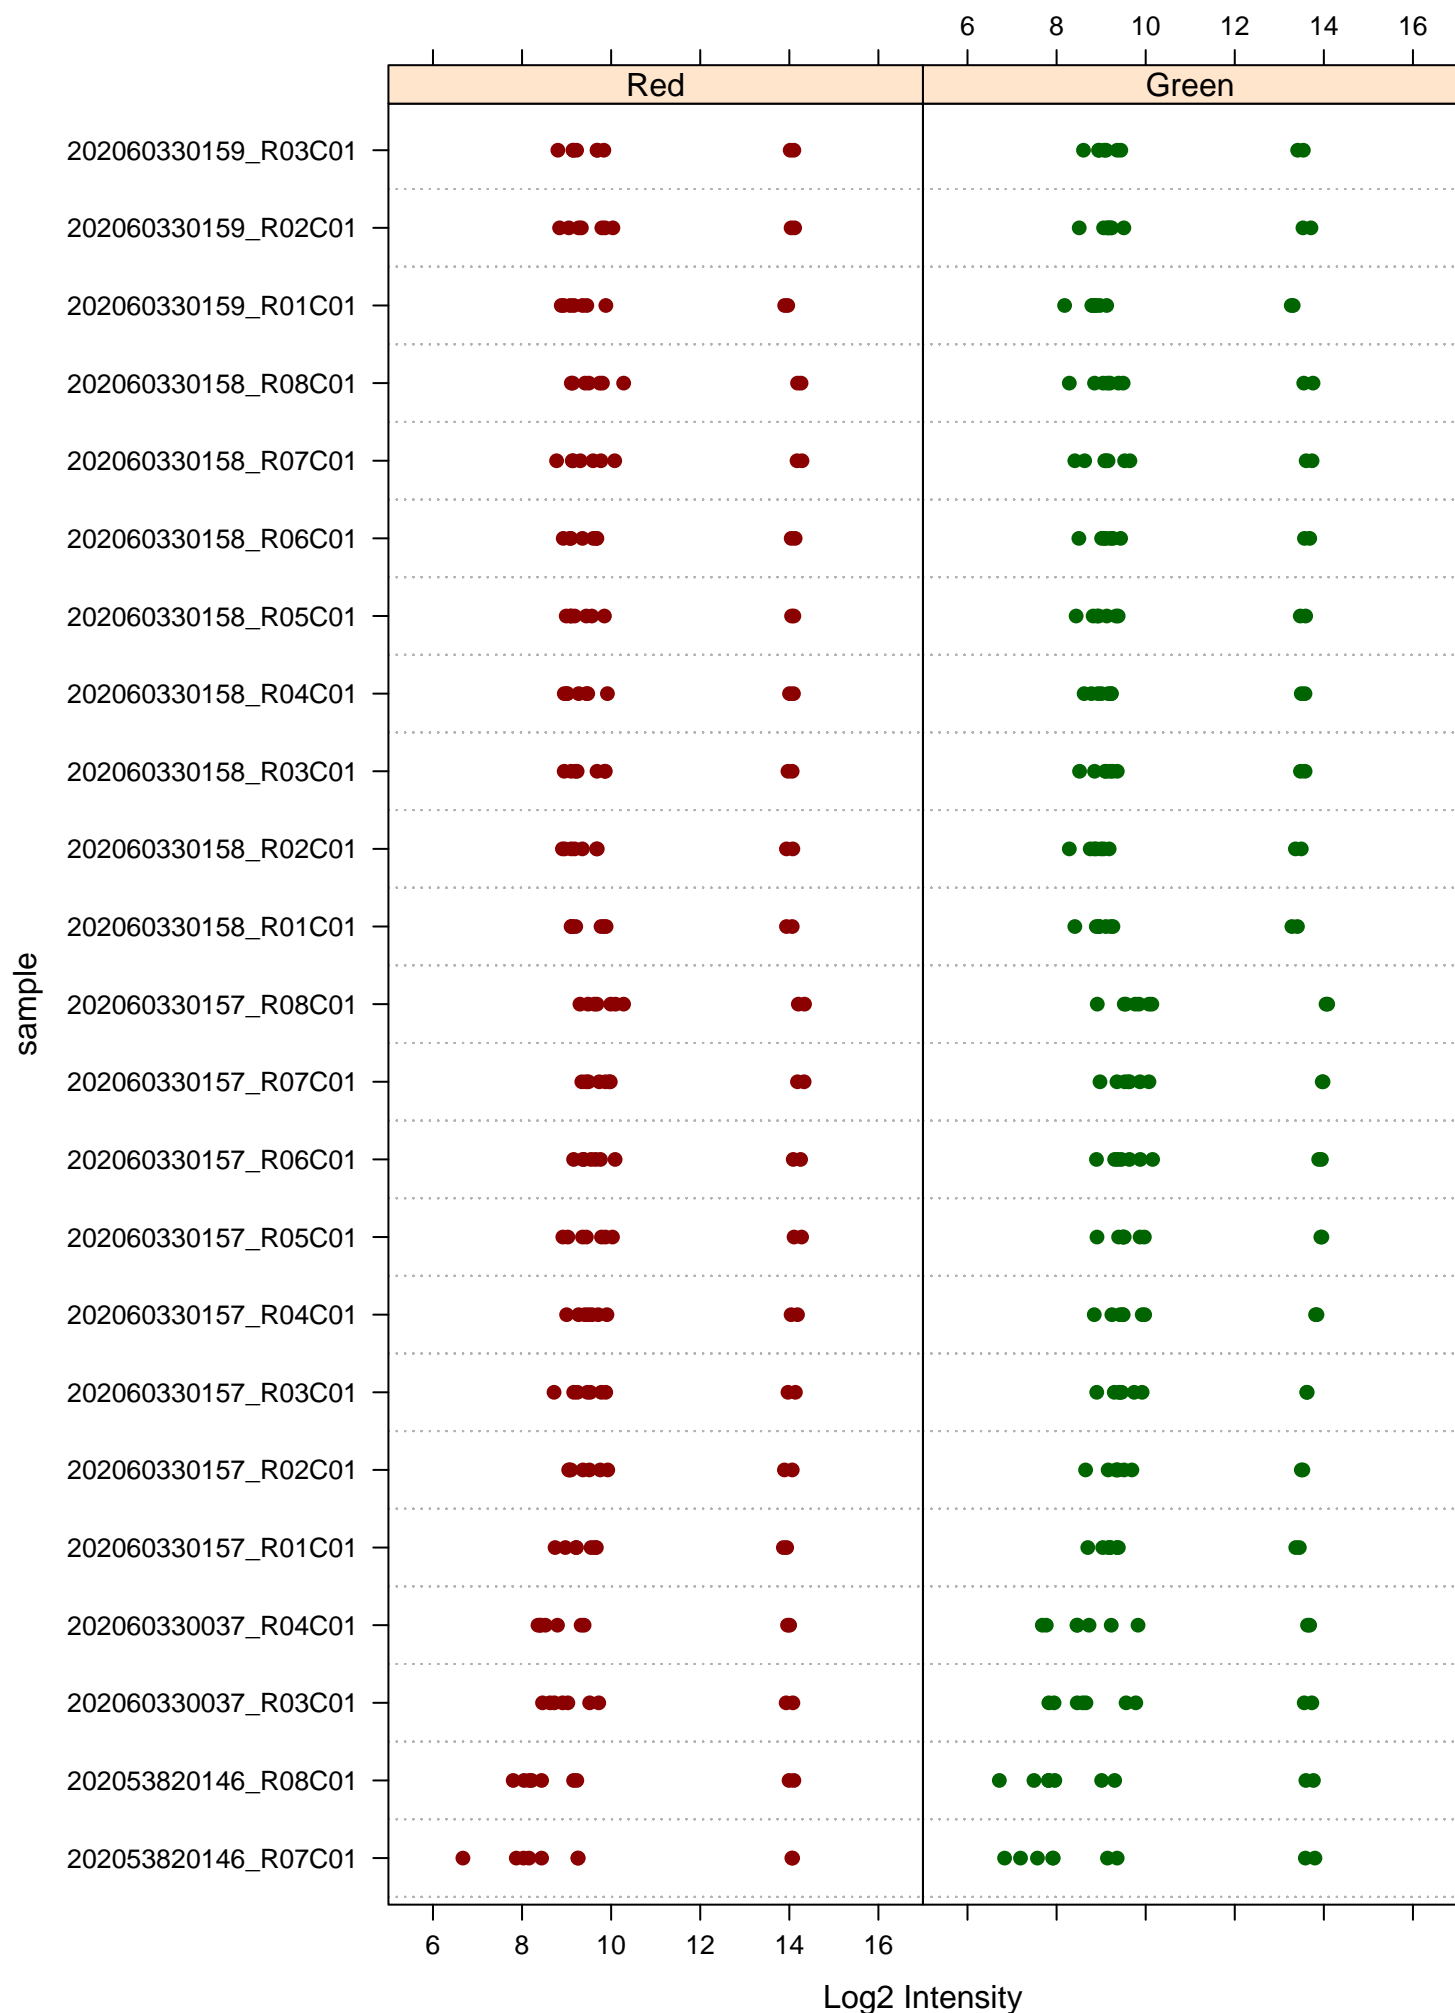 6 8 10 12 14 16
Red Green
202060330159_R03C01
202060330159_R02C01
202060330159_R01C01
202060330158_R08C01
202060330158_R07C01
202060330158_R06C01
202060330158_R05C01
202060330158_R04C01
202060330158_R03C01
202060330158_R02C01
202060330158_R01C01
202060330157_R08C01
202060330157_R07C01
202060330157_R06C01
202060330157_R05C01
202060330157_R04C01
202060330157_R03C01
202060330157_R02C01
202060330157_R01C01
202060330037_R04C01
202060330037_R03C01
202053820146_R08C01
202053820146_R07C01
sample
6 8 10 12 14 16
Log2 Intensity